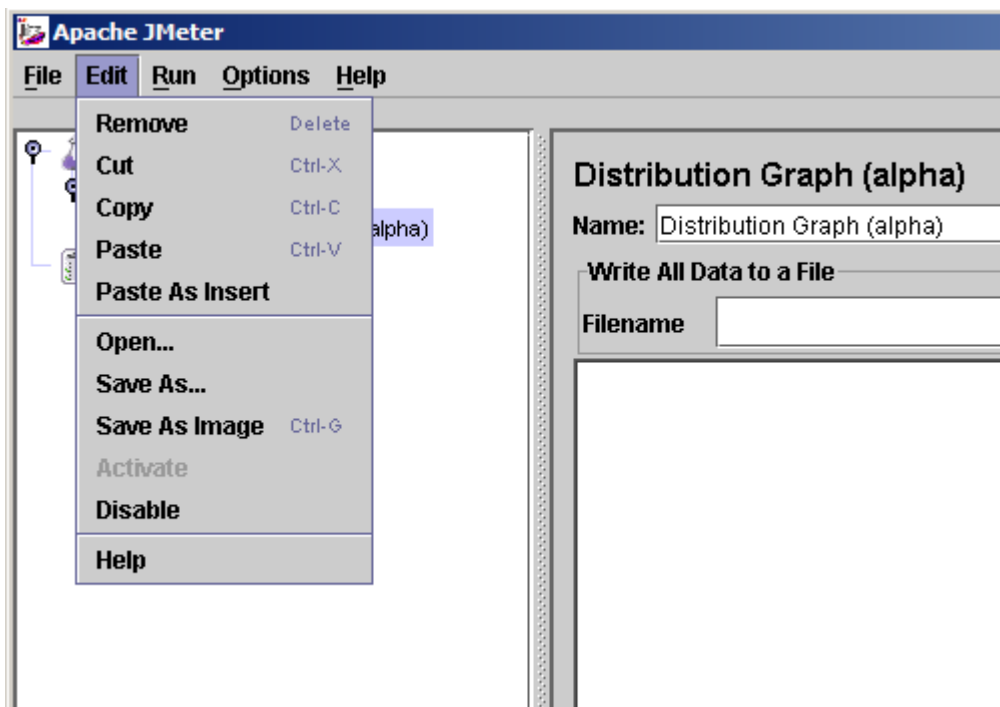 Apache JMeter
File Edit Run Options Help
Remove Delete
Cut Ctrl-X
Copy Ctrl-C
Paste Ctrl-V
Paste As Insert
Open...
Save As...
Save As Image Ctrl-G
Activate
Disable
Help
alpha)
Distribution Graph (alpha)
Name: Distribution Graph (alpha)
Write All Data to a File
Filename